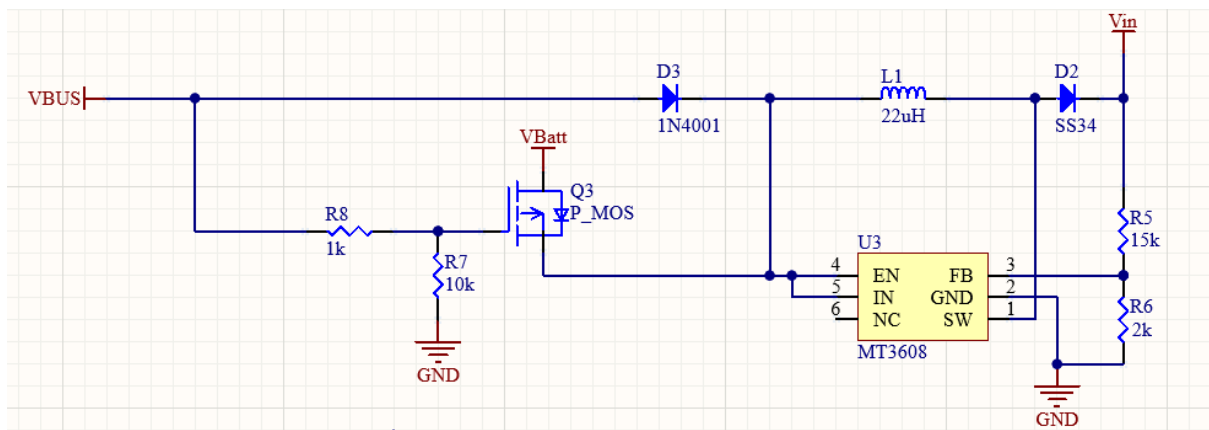 Vin
VBUS
D3
1N4001
L1
22uH
D2
SS34
VBatt
Q3
P_MOS
R8
1k
R7
10k
GND
U3
4 EN FB 3
5 IN GND 2
6 NC SW 1
MT3608
R5
15k
R6
2k
GND